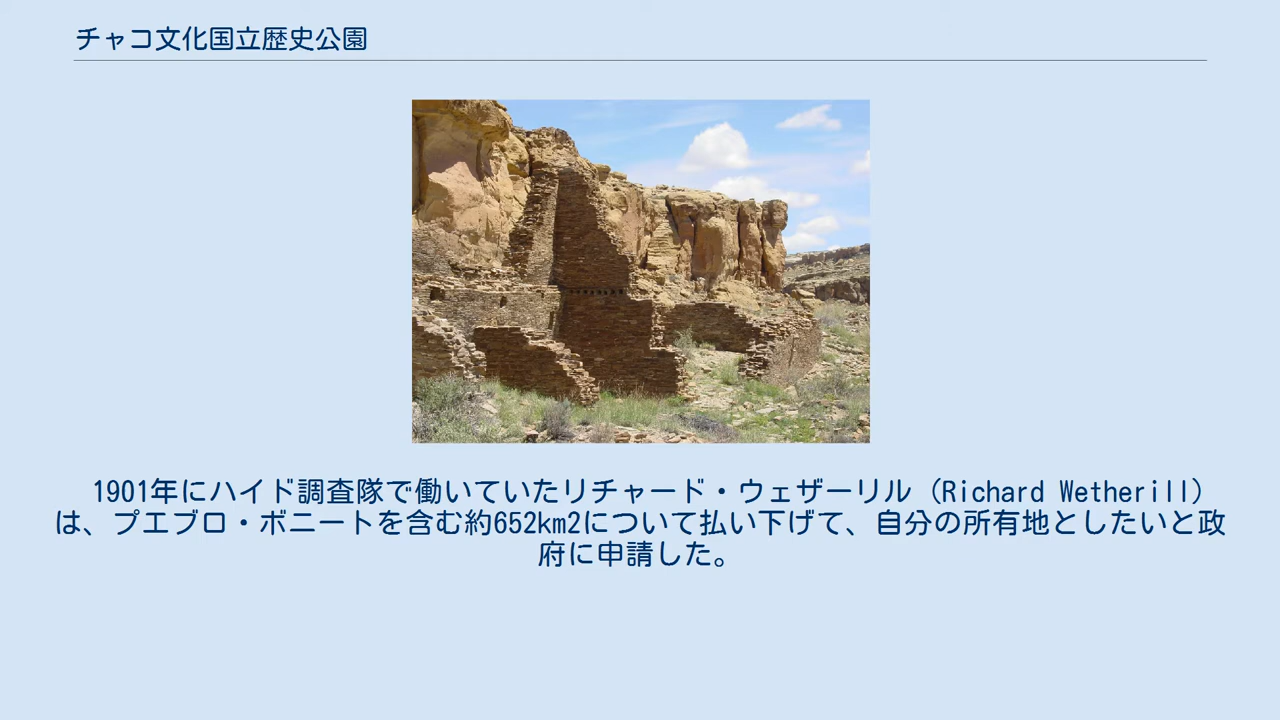 チャコ文化国立歴史公園
1901年にハイド調査隊で働いていたリチャード・ウェザーリル（Richard Wetherill）
は、プエブロ・ボニートを含む約652km2について払い下げて、自分の所有地としたいと政
府に申請した。